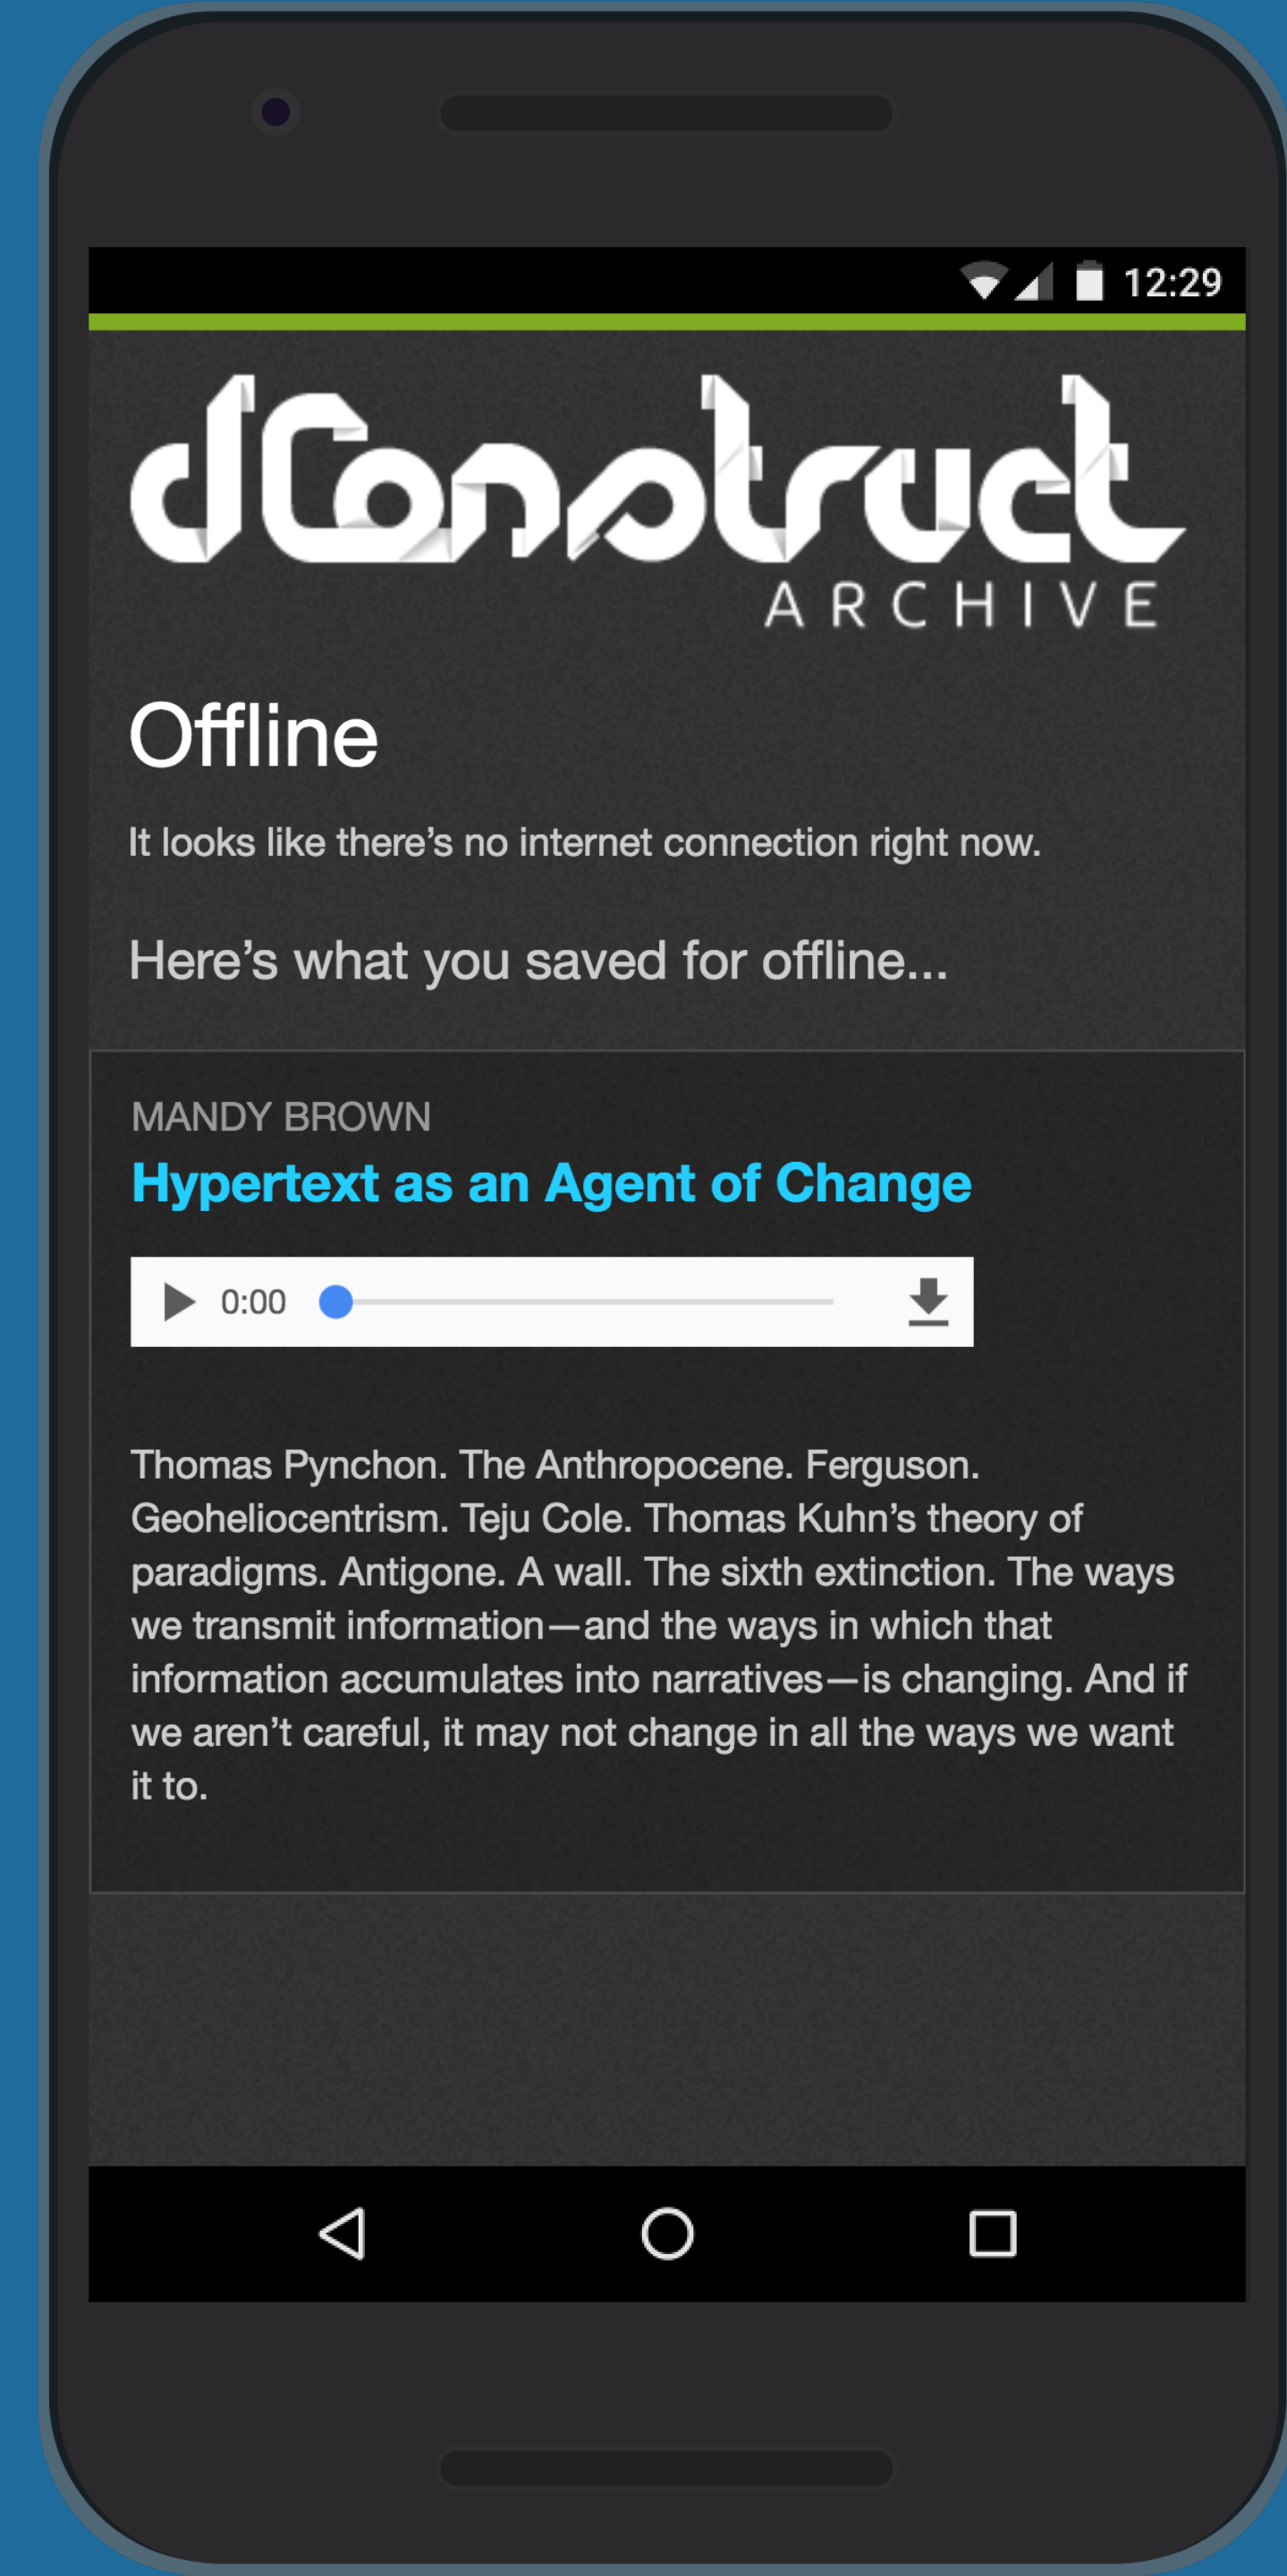 12:29
dConstruct
ARCHIVE
Offline
It looks like there’s no internet connection right now.
Here’s what you saved for offline...
MANDY BROWN
Hypertext as an Agent of Change
0:00
Thomas Pynchon. The Anthropocene. Ferguson.
Geoheliocentrism. Teju Cole. Thomas Kuhn’s theory of
paradigms. Antigone. A wall. The sixth extinction. The ways
we transmit information—and the ways in which that
information accumulates into narratives—is changing. And if
we aren’t careful, it may not change in all the ways we want
it to.